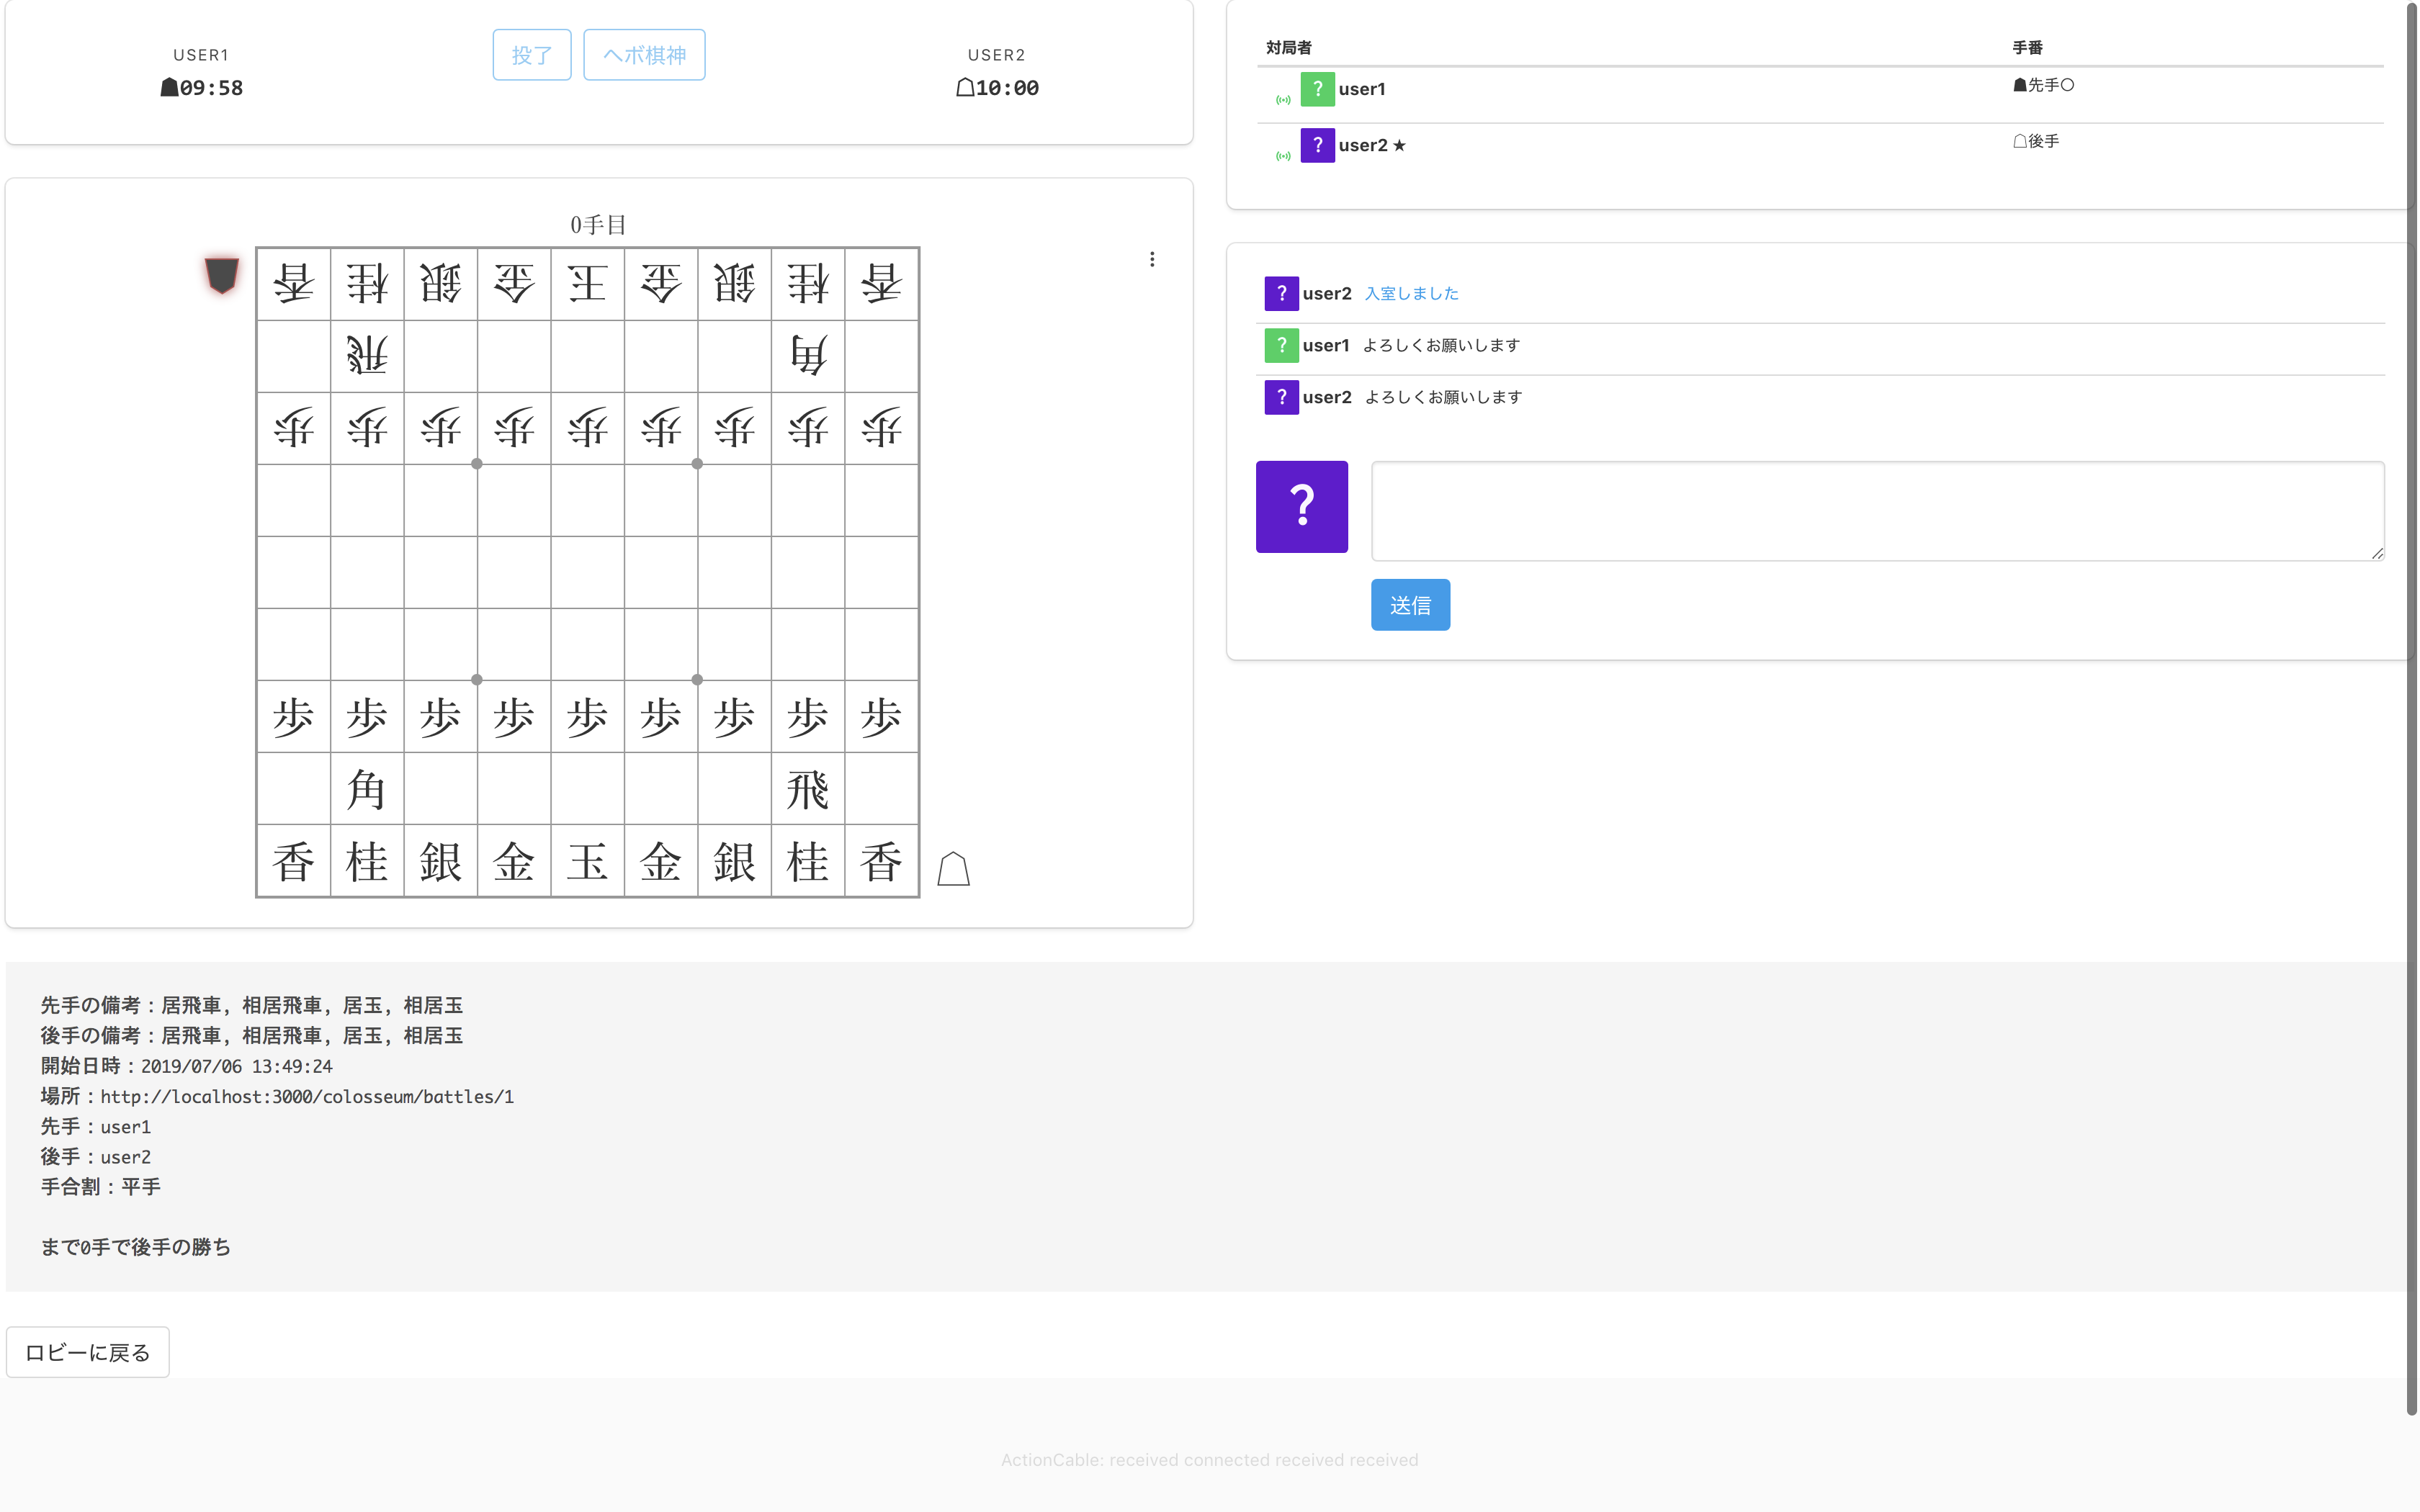 USER1
☗09:58
投了
ヘボ棋神
USER2
☖10:00
0手目
香桂銀金王金銀桂香
飛角
歩歩歩歩歩歩歩歩歩
歩歩歩歩歩歩歩歩歩
角飛
香桂銀金玉金銀桂香
対局者 手番
? user1 ☗先手○
? user2 ★ ☖後手
? user2 入室しました
? user1 よろしくお願いします
? user2 よろしくお願いします
?
送信
先手の備考：居飛車, 相居飛車, 居玉, 相居玉
後手の備考：居飛車, 相居飛車, 居玉, 相居玉
開始日時：2019/07/06 13:49:24
場所：http://localhost:3000/colosseum/battles/1
先手：user1
後手：user2
手合割：平手
まで0手で後手の勝ち
ロビーに戻る
ActionCable: received connected received received